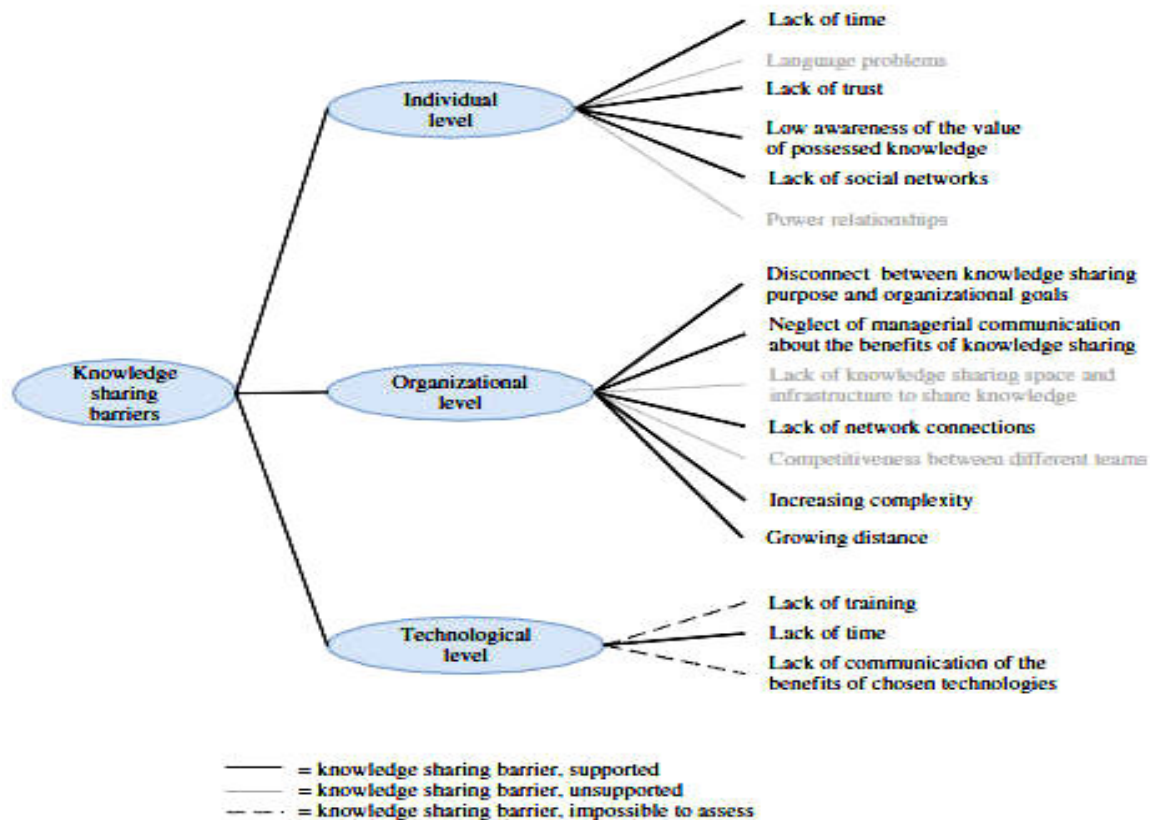 Lack of time
Language problems
Individual
level
Lack of trust
Low awareness of the value
of possessed knowledge
Lack of social networks
Power relationships
Disconnect between knowledge sharing
purpose and organizational goals
Neglect of managerial communication
about the benefits of knowledge sharing
Knowledge
sharing
barriers
Organizational
level
Lack of knowledge sharing space and
infrastructure to share knowledge
Lack of network connections
Competitiveness between different teams
Increasing complexity
Growing distance
Lack of training
Technological
level
Lack of time
Lack of communication of the
benefits of chosen technologies
= knowledge sharing barrier, supported
= knowledge sharing barrier, unsupported
= knowledge sharing barrier, impossible to assess